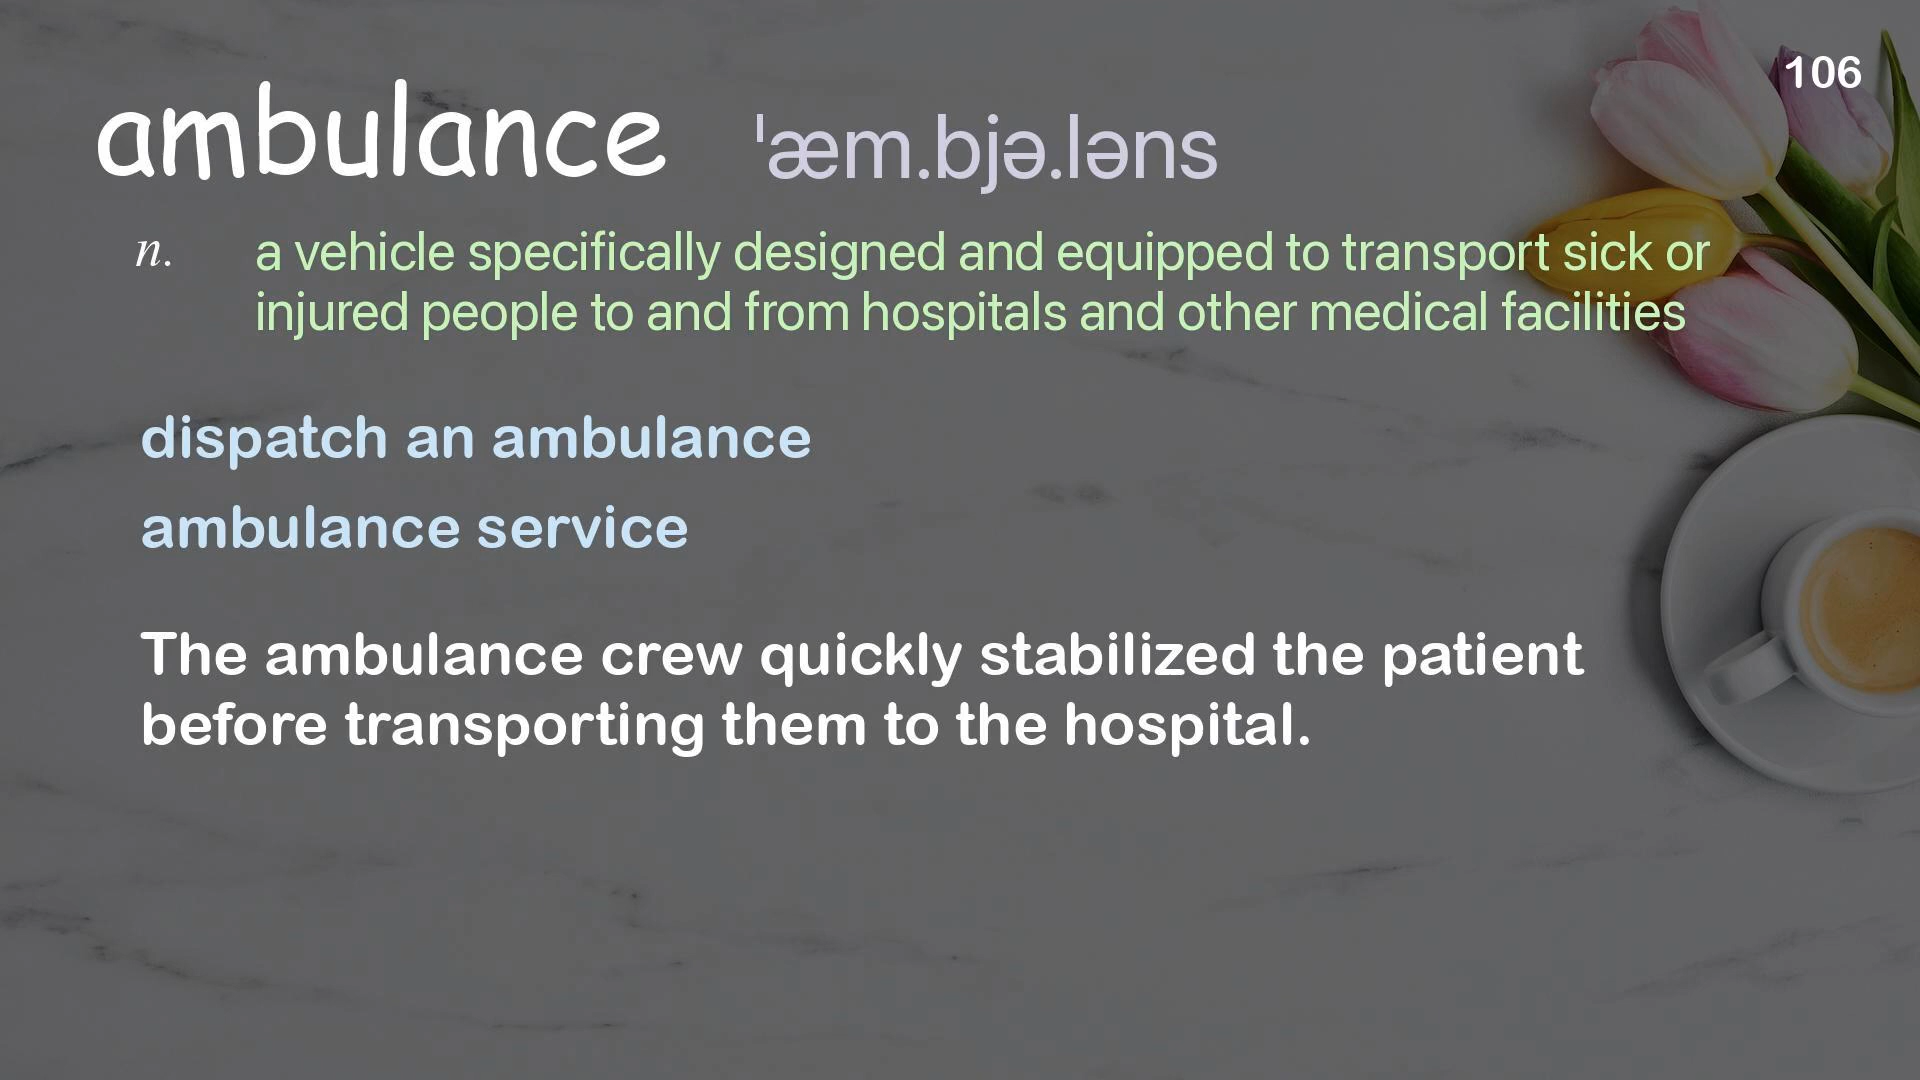 106
ambulance ˈæm.bjə.ləns
n. a vehicle specifically designed and equipped to transport sick or
injured people to and from hospitals and other medical facilities
dispatch an ambulance
ambulance service
The ambulance crew quickly stabilized the patient
before transporting them to the hospital.